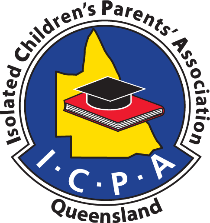 Isolated Children's Parents' Association
I·C·P·A
Queensland